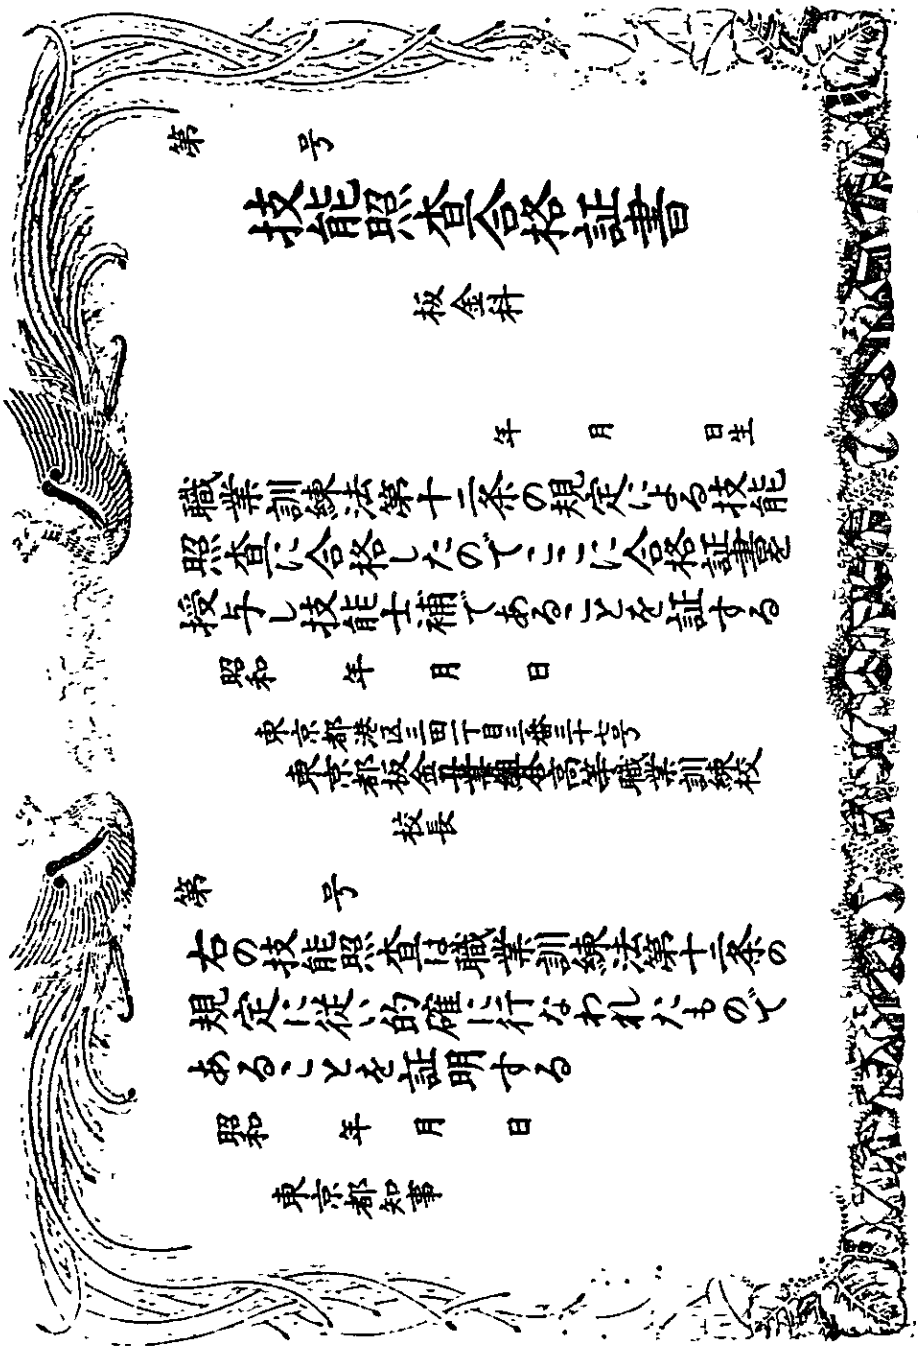 第 号
技能照査合格証書
板金科
年 月 日生
職業訓練法第十二条の規定による技能
照査に合格したのでここに合格証書を
授与し技能士補であることを証する
昭和 年 月 日
東京都港区三田一丁目三番三十七号
東京都板金 高等職業訓練校
校長
第 号
右の技能照査は職業訓練法第十二条の
規定に従い的確に行なわれたもので
あることを証明する
昭和 年 月 日
東京都知事